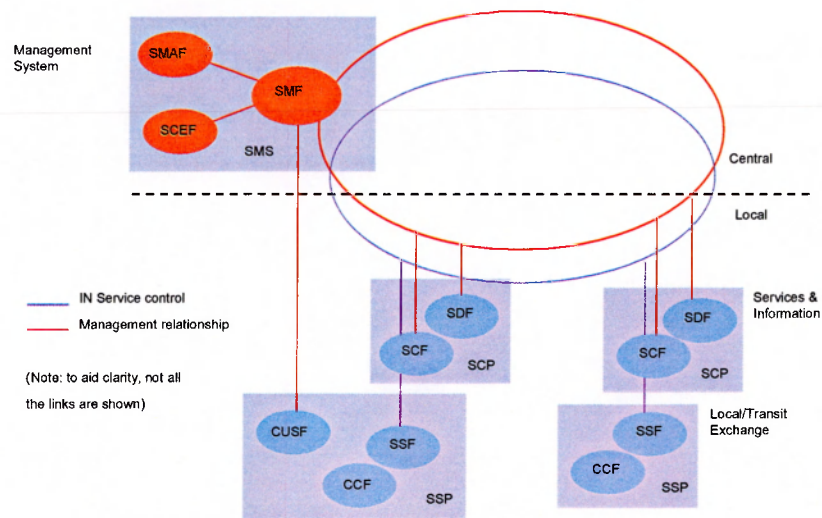 Management
System
SMAF
SMF
SCEF
SMS
Central
Local
IN Service control
Management relationship
(Note: to aid clarity, not all
the links are shown)
SDF
SCF
SCP
SDF
SCF
SCP
Services &
Information
CUSF
SSF
CCF
SSP
SSF
CCF
SSP
Local/Transit
Exchange